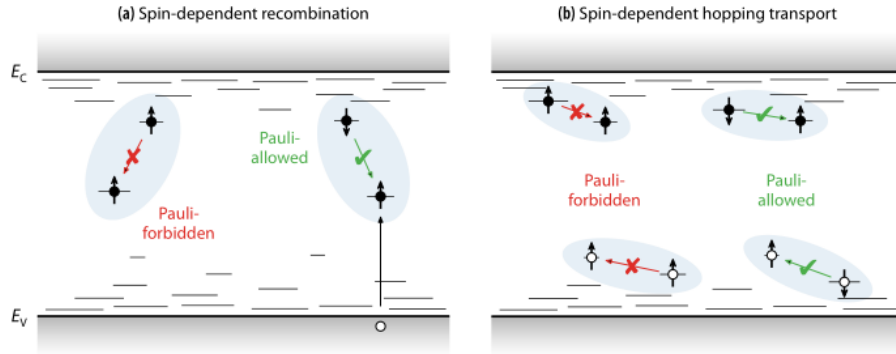 (a) Spin-dependent recombination
(b) Spin-dependent hopping transport
E_C
Pauli-
allowed
Pauli-
forbidden
Pauli-
forbidden
Pauli-
allowed
E_V